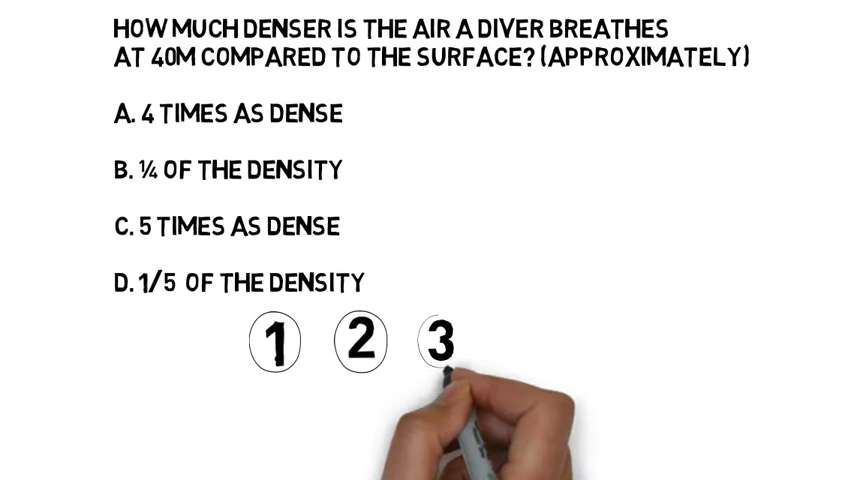 HOW MUCH DENSER IS THE AIR A DIVER BREATHES
AT 40M COMPARED TO THE SURFACE? (APPROXIMATELY)
A. 4 TIMES AS DENSE
B. ¼ OF THE DENSITY
C. 5 TIMES AS DENSE
D. 1/5 OF THE DENSITY
1 2 3